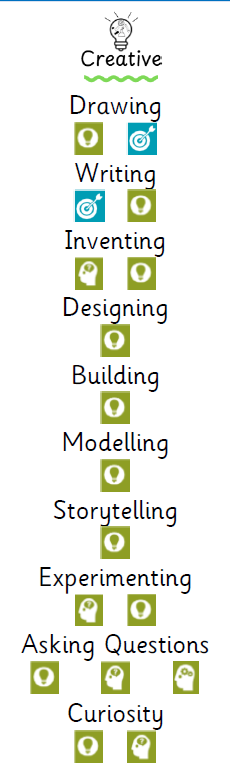 Creative
Drawing
Writing
Inventing
Designing
Building
Modelling
Storytelling
Experimenting
Asking Questions
Curiosity